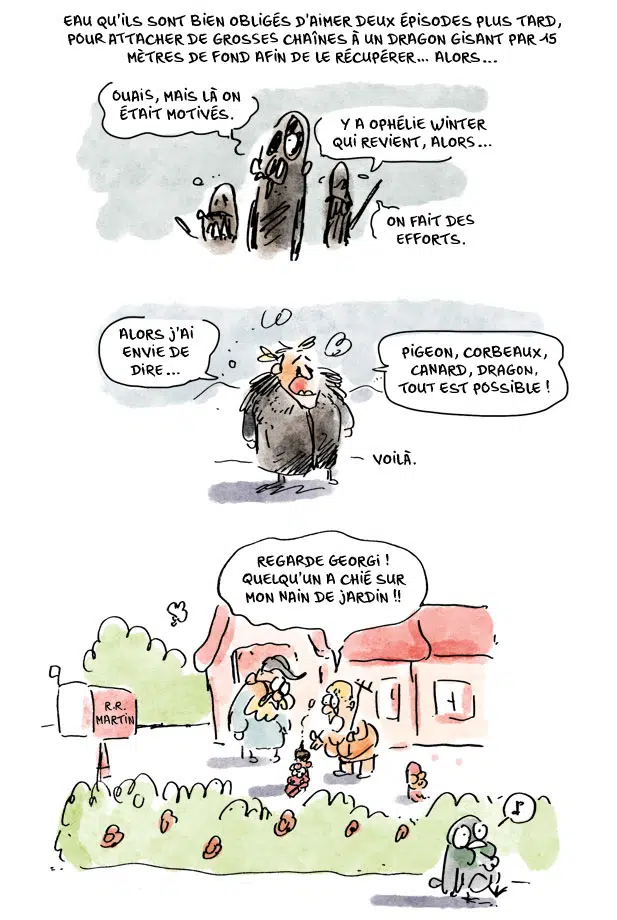 EAU QU'ILS SONT BIEN OBLIGÉS D'AIMER DEUX ÉPISODES PLUS TARD,
POUR ATTACHER DE GROSSES CHAÎNES À UN DRAGON GISANT PAR 15
MÈTRES DE FOND AFIN DE LE RÉCUPÉRER... ALORS...
OUAIS, MAIS LÀ ON
ÉTAIT MOTIVÉS.
Y A OPHÉLIE WINTER
QUI REVIENT, ALORS...
ON FAIT DES
EFFORTS.
ALORS J'AI
ENVIE DE
DIRE...
PIGEON, CORBEAUX,
CANARD, DRAGON,
TOUT EST POSSIBLE !
VOILÀ.
REGARDE GEORGI !
QUELQU'UN A CHIÉ SUR
MON NAIN DE JARDIN !!
R.R.
MARTIN